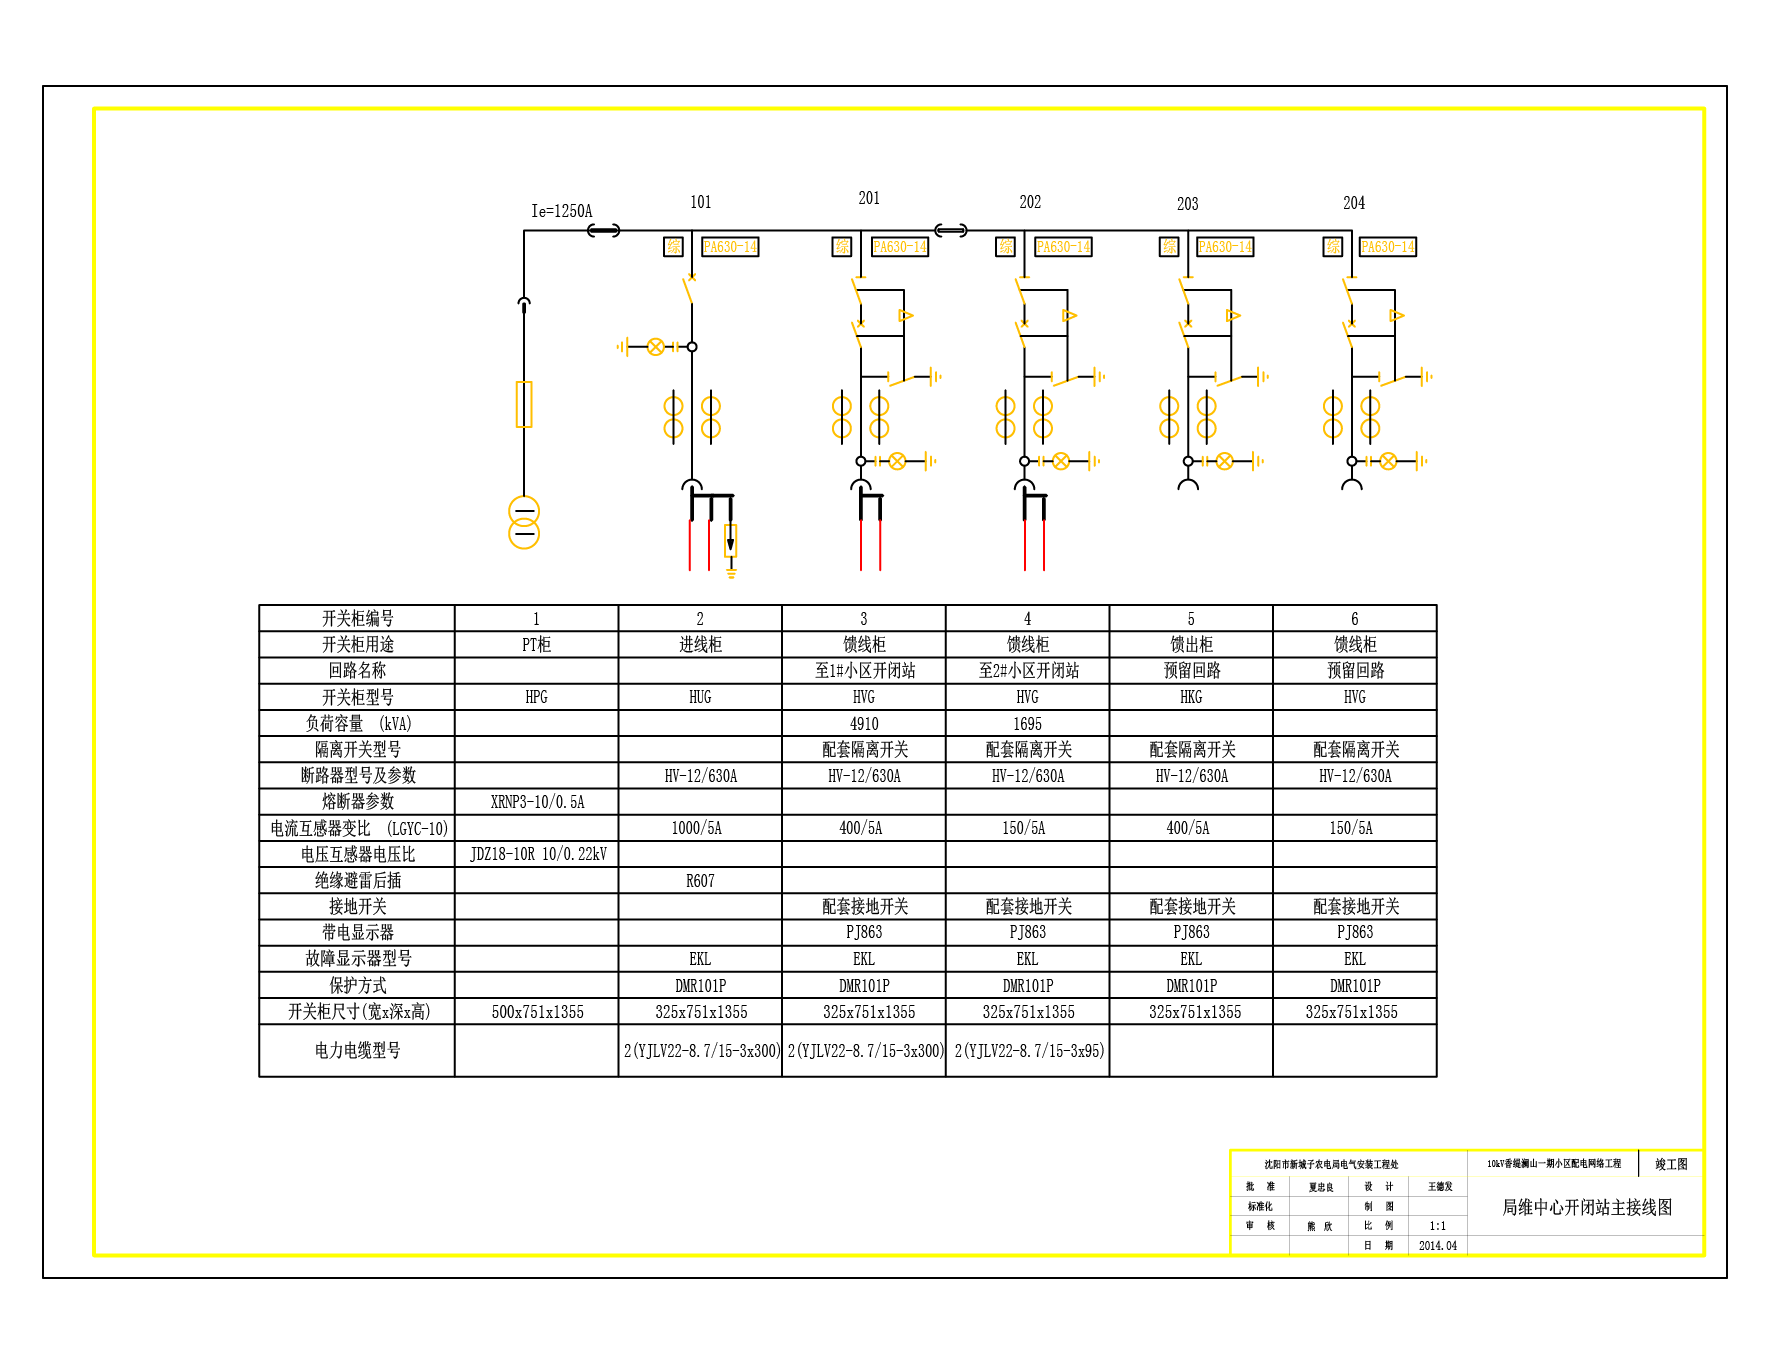 Ie=1250A 101 201 202 203 204
综 PA630-14 综 PA630-14 综 PA630-14 综 PA630-14 综 PA630-14
开关柜编号 1 2 3 4 5 6
开关柜用途 PT柜 进线柜 馈线柜 馈线柜 馈出柜 馈线柜
回路名称 至1#小区开闭站 至2#小区开闭站 预留回路 预留回路
开关柜型号 HPG HUG HVG HVG HKG HVG
负荷容量 (kVA) 4910 1695
隔离开关型号 配套隔离开关 配套隔离开关 配套隔离开关 配套隔离开关
断路器型号及参数 HV-12/630A HV-12/630A HV-12/630A HV-12/630A HV-12/630A
熔断器参数 XRNP3-10/0.5A
电流互感器变比 (LGYC-10) 1000/5A 400/5A 150/5A 400/5A 150/5A
电压互感器电压比 JDZ18-10R 10/0.22kV
绝缘避雷后插 R607
接地开关 配套接地开关 配套接地开关 配套接地开关 配套接地开关
带电显示器 PJ863 PJ863 PJ863 PJ863
故障显示器型号 EKL EKL EKL EKL EKL
保护方式 DMR101P DMR101P DMR101P DMR101P DMR101P
开关柜尺寸(宽x深x高) 500x751x1355 325x751x1355 325x751x1355 325x751x1355 325x751x1355 325x751x1355
电力电缆型号 2(YJLV22-8.7/15-3x300) 2(YJLV22-8.7/15-3x300) 2(YJLV22-8.7/15-3x95)
沈阳市新城子农电局电气安装工程处 10kV香缇澜山一期小区配电网络工程 竣工图
批 准 夏忠良 设 计 王德发
标准化 制 图
局维中心开闭站主接线图
审 核 熊 欣 比 例 1:1
日 期 2014.04